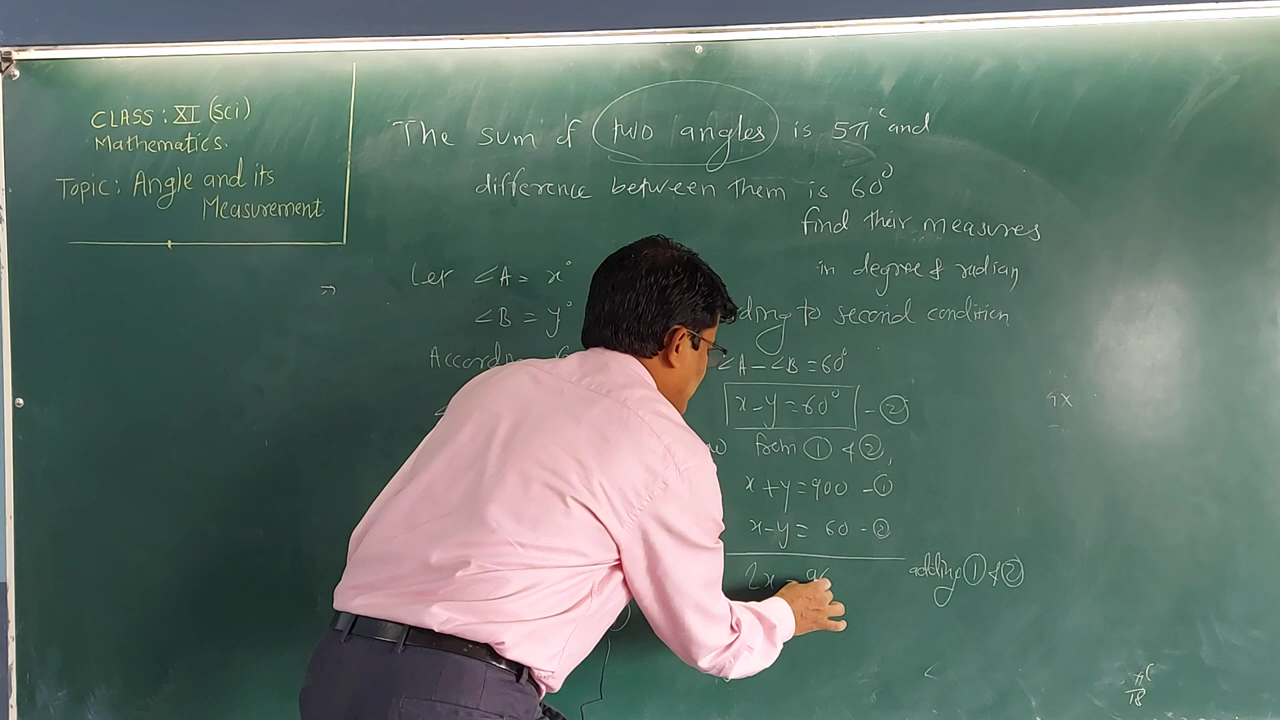 CLASS : XI (Sci)
Mathematics.
Topic: Angle and its
Measurement
The sum of two angles is 5π^c and
difference between them is 60°
find their measures
in degree & radian
⇒ Let ∠A = x°
∠B = y°
According
to second condition
∠A - ∠B = 60°
x-y=60° - ②
from ① & ②,
x+y=900 - ①
x-y= 60 - ②
2x = 96
adding ① & ②
π^c/18